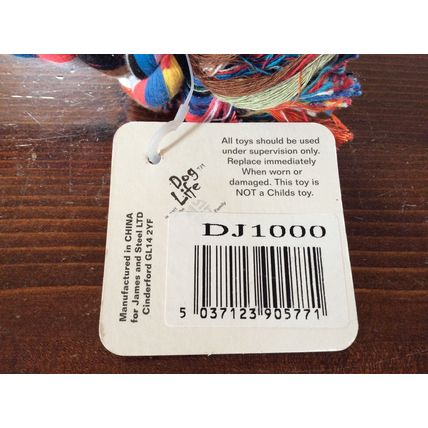 All toys should be used
under supervision only.
Replace immediately
When worn or
damaged. This toy is
NOT a Childs toy.
Dog
Life
TM
Manufactured in CHINA
for James and Steel LTD
Cinderford GL14 2YF
DJ1000
5 037123 905771